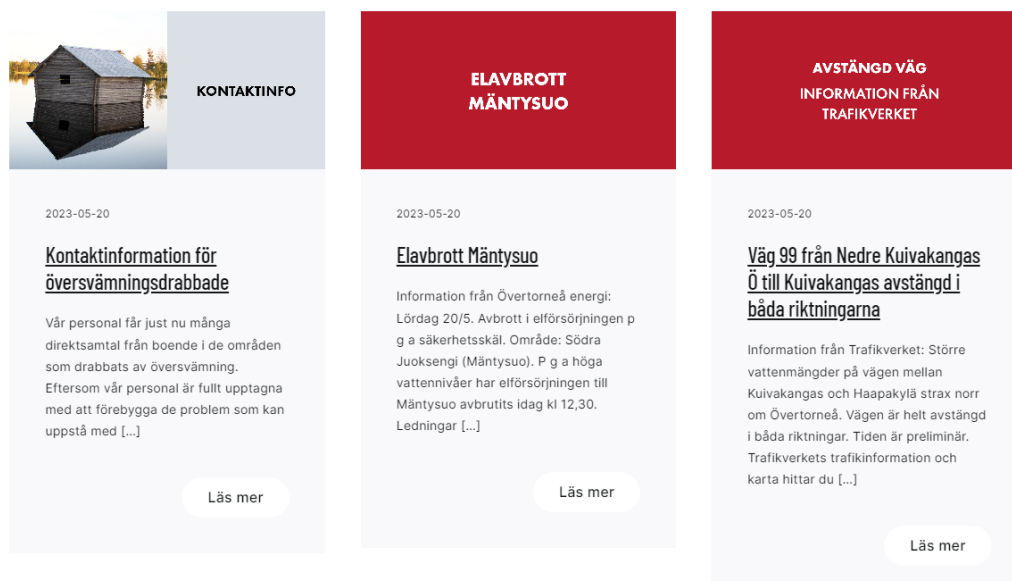 KONTAKTINFO
2023-05-20
Kontaktinformation för
översvämningsdrabbade
Vår personal får just nu många
direktsamtal från boende i de områden
som drabbats av översvämning.
Eftersom vår personal är fullt upptagna
med att förebygga de problem som kan
uppstå med [...]
Läs mer
ELAVBROTT
MÄNTYSUO
2023-05-20
Elavbrott Mäntysuo
Information från Övertorneå energi:
Lördag 20/5. Avbrott i elförsörjningen p
g a säkerhetsskäl. Område: Södra
Juoksengi (Mäntysuo). P g a höga
vattennivåer har elförsörjningen till
Mäntysuo avbrutits idag kl 12,30.
Ledningar [...]
Läs mer
AVSTÄNGD VÄG
INFORMATION FRÅN
TRAFIKVERKET
2023-05-20
Väg 99 från Nedre Kuivakangas
Ö till Kuivakangas avstängd i
båda riktningarna
Information från Trafikverket: Större
vattenmängder på vägen mellan
Kuivakangas och Haapakylä strax norr
om Övertorneå. Vägen är helt avstängd
i båda riktningar. Tiden är preliminär.
Trafikverkets trafikinformation och
karta hittar du [...]
Läs mer